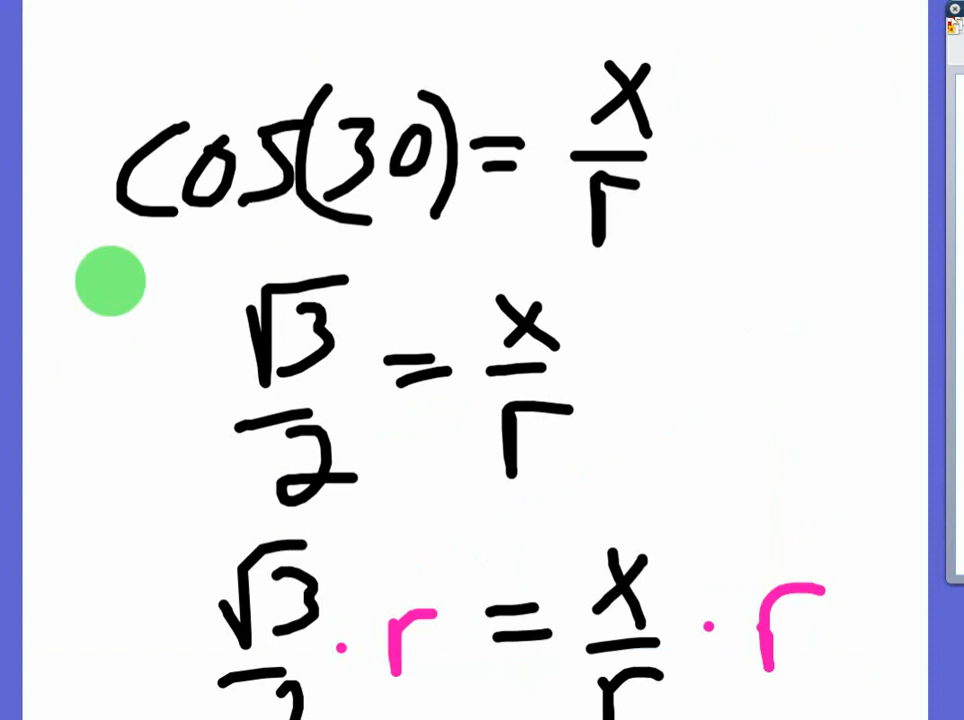 cos(30) = x/r
√3/2 = x/r
√3/2 · r = x/r · r